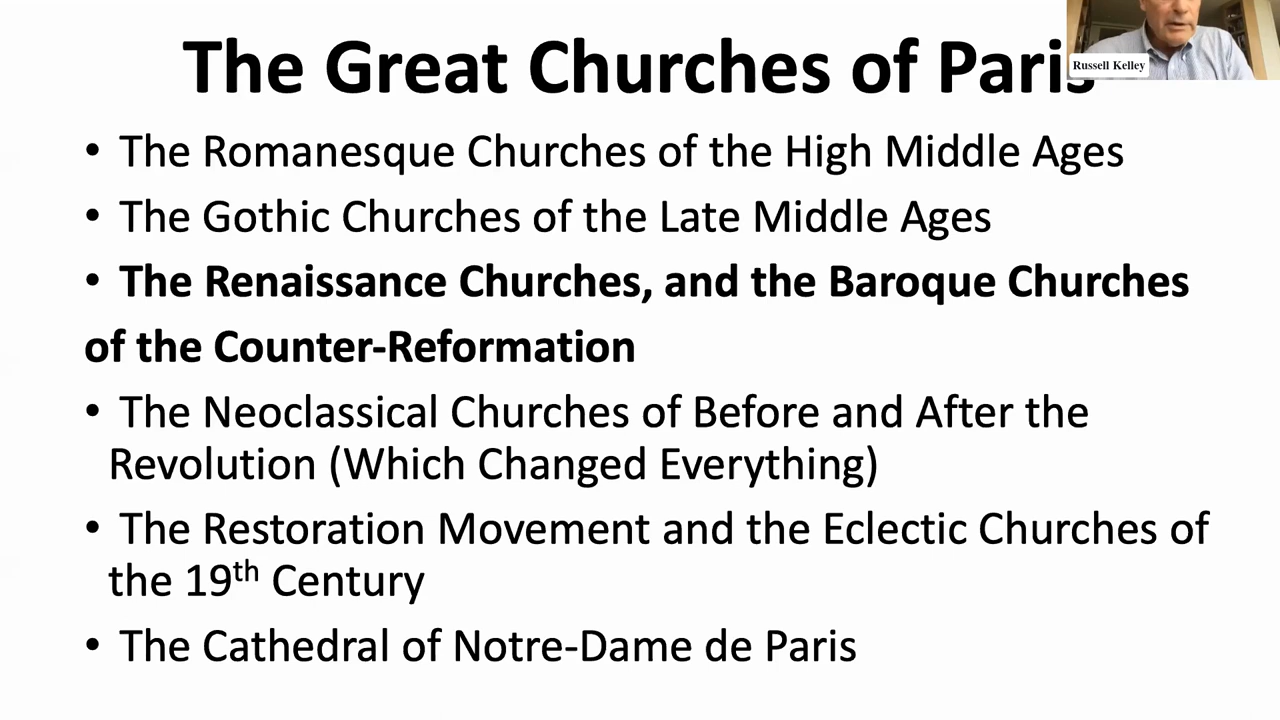 The Great Churches of Paris
Russell Kelley
• The Romanesque Churches of the High Middle Ages
• The Gothic Churches of the Late Middle Ages
• The Renaissance Churches, and the Baroque Churches
of the Counter-Reformation
• The Neoclassical Churches of Before and After the
Revolution (Which Changed Everything)
• The Restoration Movement and the Eclectic Churches of
the 19th Century
• The Cathedral of Notre-Dame de Paris